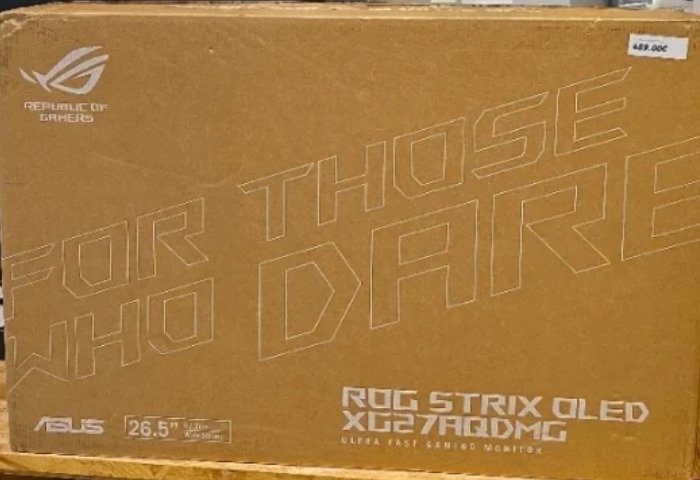 489.00€
REPUBLIC OF
GAMERS
FOR THOSE
WHO DARE
ROG STRIX OLED
XG27AQDMG
ULTRA FAST GAMING MONITOR
ASUS
26.5"